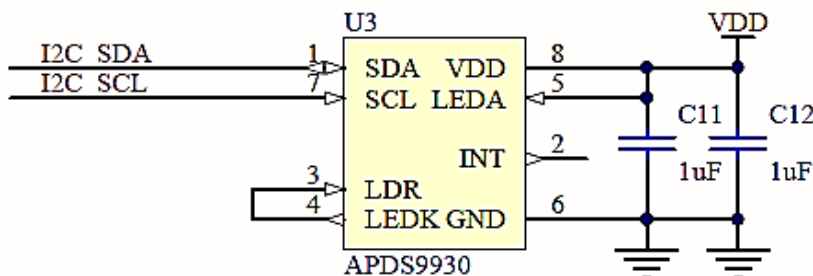 U3
VDD
I2C SDA 1 SDA VDD 8
I2C SCL 7 SCL LEDA 5
C11 C12
INT 2
1uF 1uF
3 LDR
4 LEDK GND 6
APDS9930